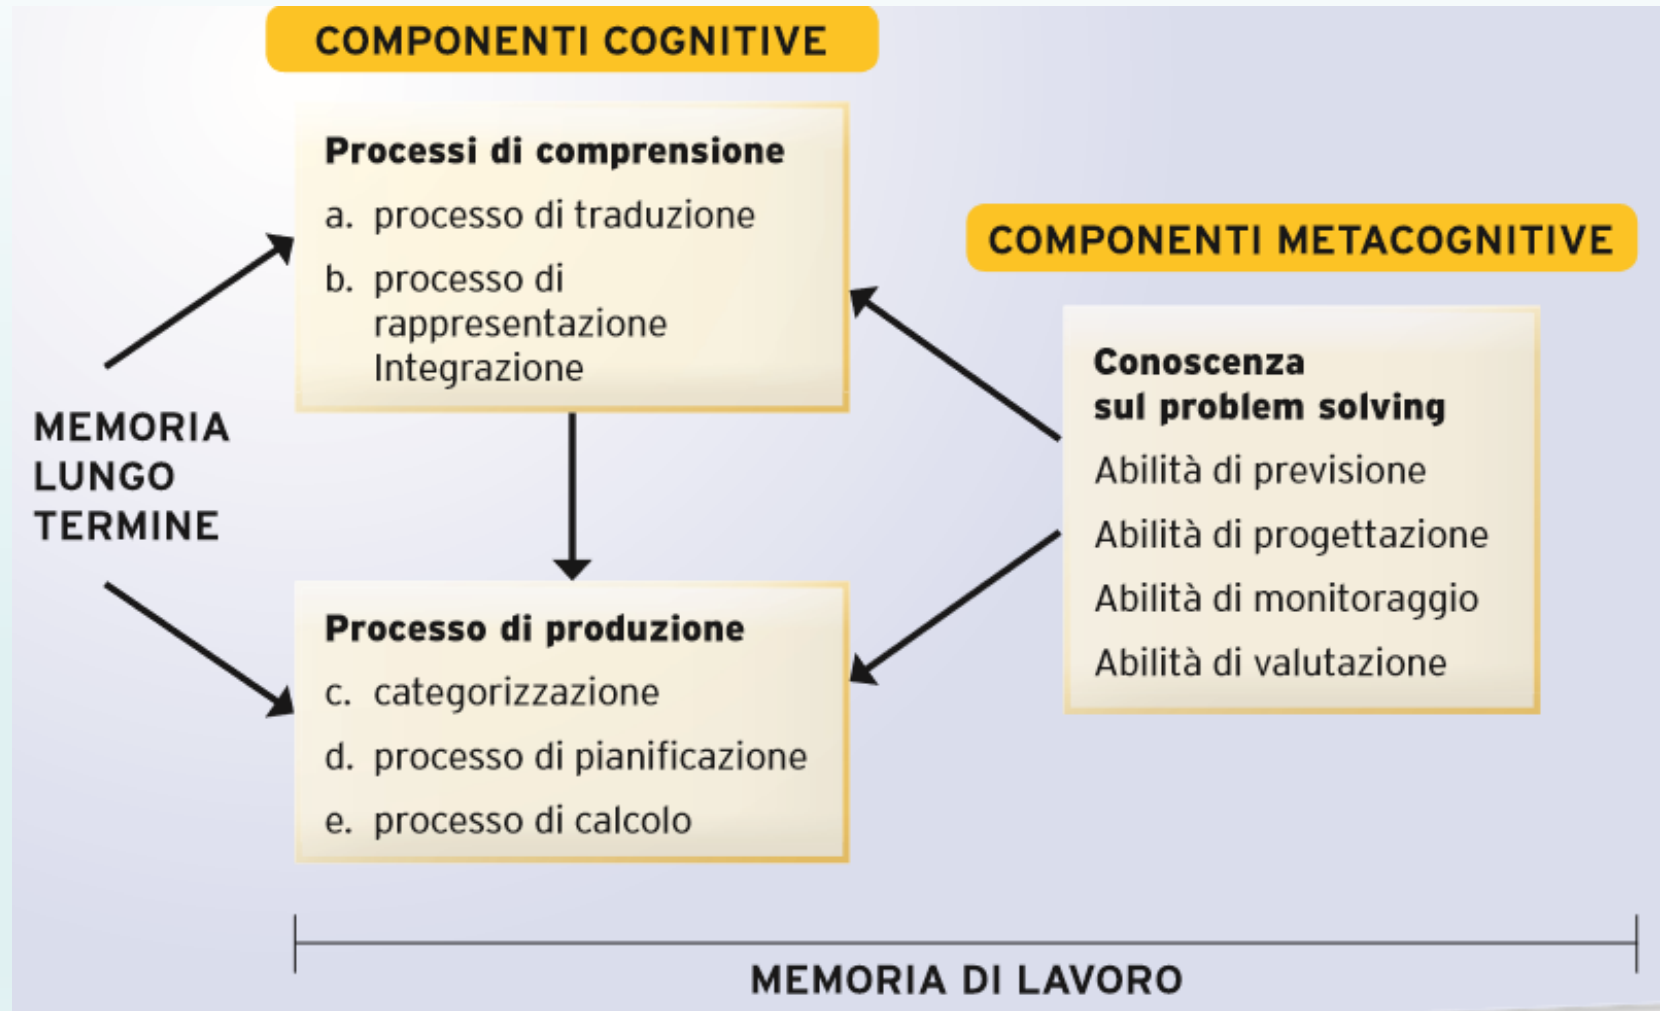 COMPONENTI COGNITIVE
Processi di comprensione
a. processo di traduzione
b. processo di
rappresentazione
Integrazione
COMPONENTI METACOGNITIVE
Conoscenza
sul problem solving
Abilità di previsione
Abilità di progettazione
Abilità di monitoraggio
Abilità di valutazione
MEMORIA
LUNGO
TERMINE
Processo di produzione
c. categorizzazione
d. processo di pianificazione
e. processo di calcolo
MEMORIA DI LAVORO